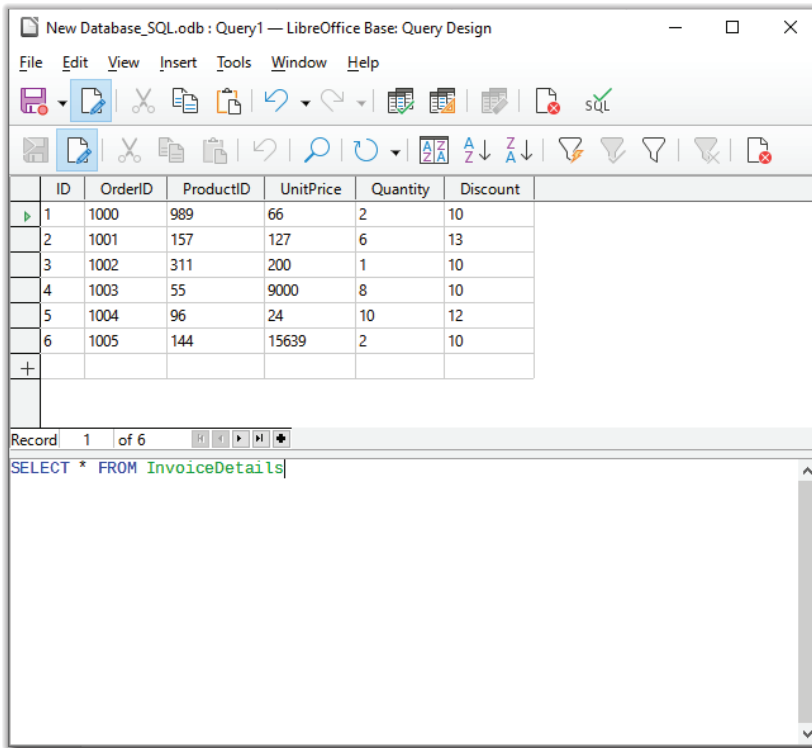 New Database_SQL.odb : Query1 — LibreOffice Base: Query Design
File Edit View Insert Tools Window Help
SQL
ID OrderID ProductID UnitPrice Quantity Discount
1 1000 989 66 2 10
2 1001 157 127 6 13
3 1002 311 200 1 10
4 1003 55 9000 8 10
5 1004 96 24 10 12
6 1005 144 15639 2 10
Record 1 of 6
SELECT * FROM InvoiceDetails